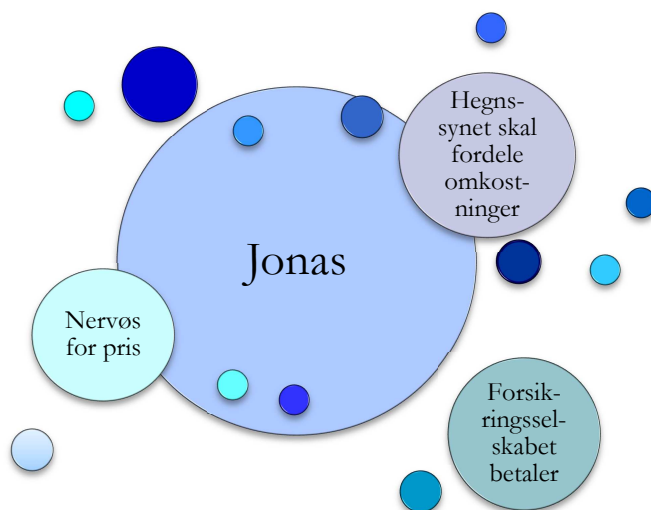 Hegns-
synet skal
fordele
omkost-
ninger
Jonas
Nervøs
for pris
Forsik-
ringssel-
skabet
betaler